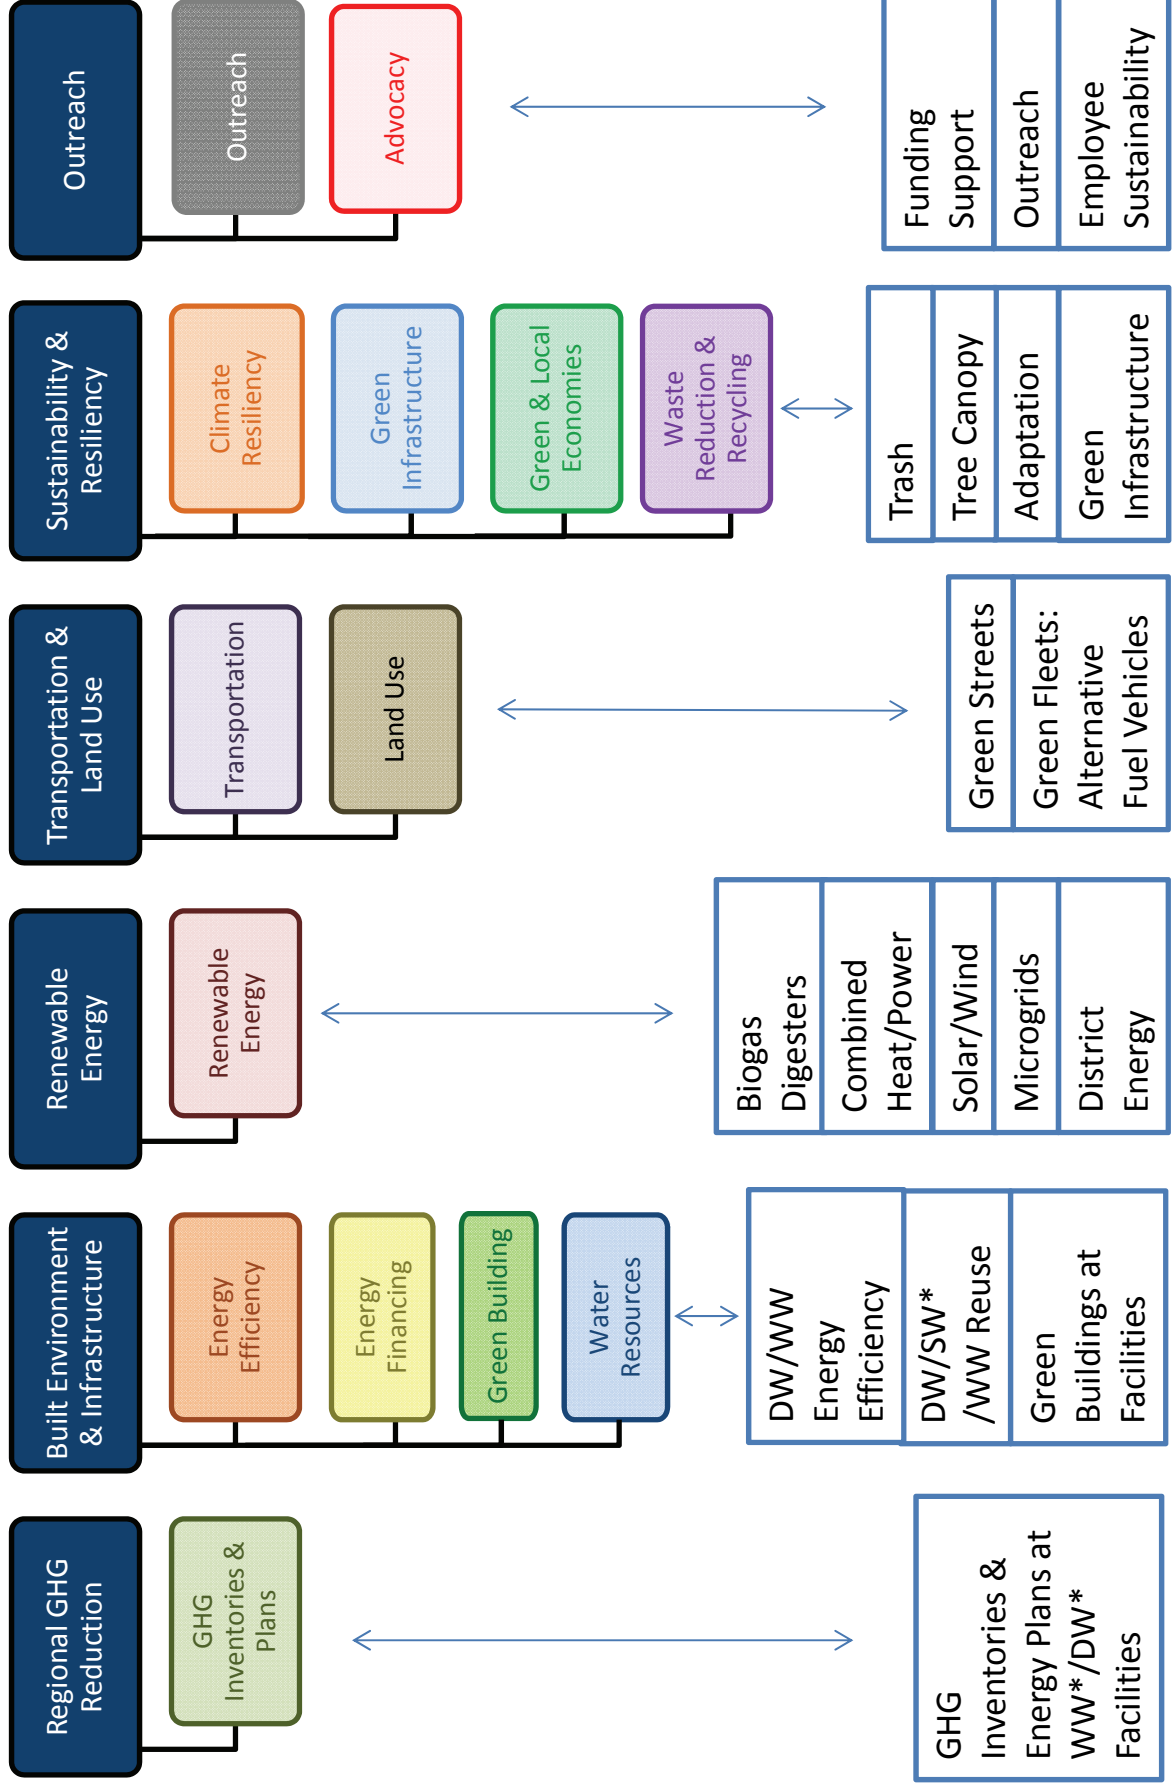 Regional GHG
Reduction
GHG
Inventories &
Plans
GHG
Inventories &
Energy Plans at
WW*/DW*
Facilities
Built Environment
& Infrastructure
Energy
Efficiency
Energy
Financing
Green Building
Water
Resources
DW/WW
Energy
Efficiency
DW/SW*
/WW Reuse
Green
Buildings at
Facilities
Renewable
Energy
Renewable
Energy
Biogas
Digesters
Combined
Heat/Power
Solar/Wind
Microgrids
District
Energy
Transportation &
Land Use
Transportation
Land Use
Green Streets
Green Fleets:
Alternative
Fuel Vehicles
Sustainability &
Resiliency
Climate
Resiliency
Green
Infrastructure
Green & Local
Economies
Waste
Reduction &
Recycling
Trash
Tree Canopy
Adaptation
Green
Infrastructure
Outreach
Outreach
Advocacy
Funding
Support
Outreach
Employee
Sustainability